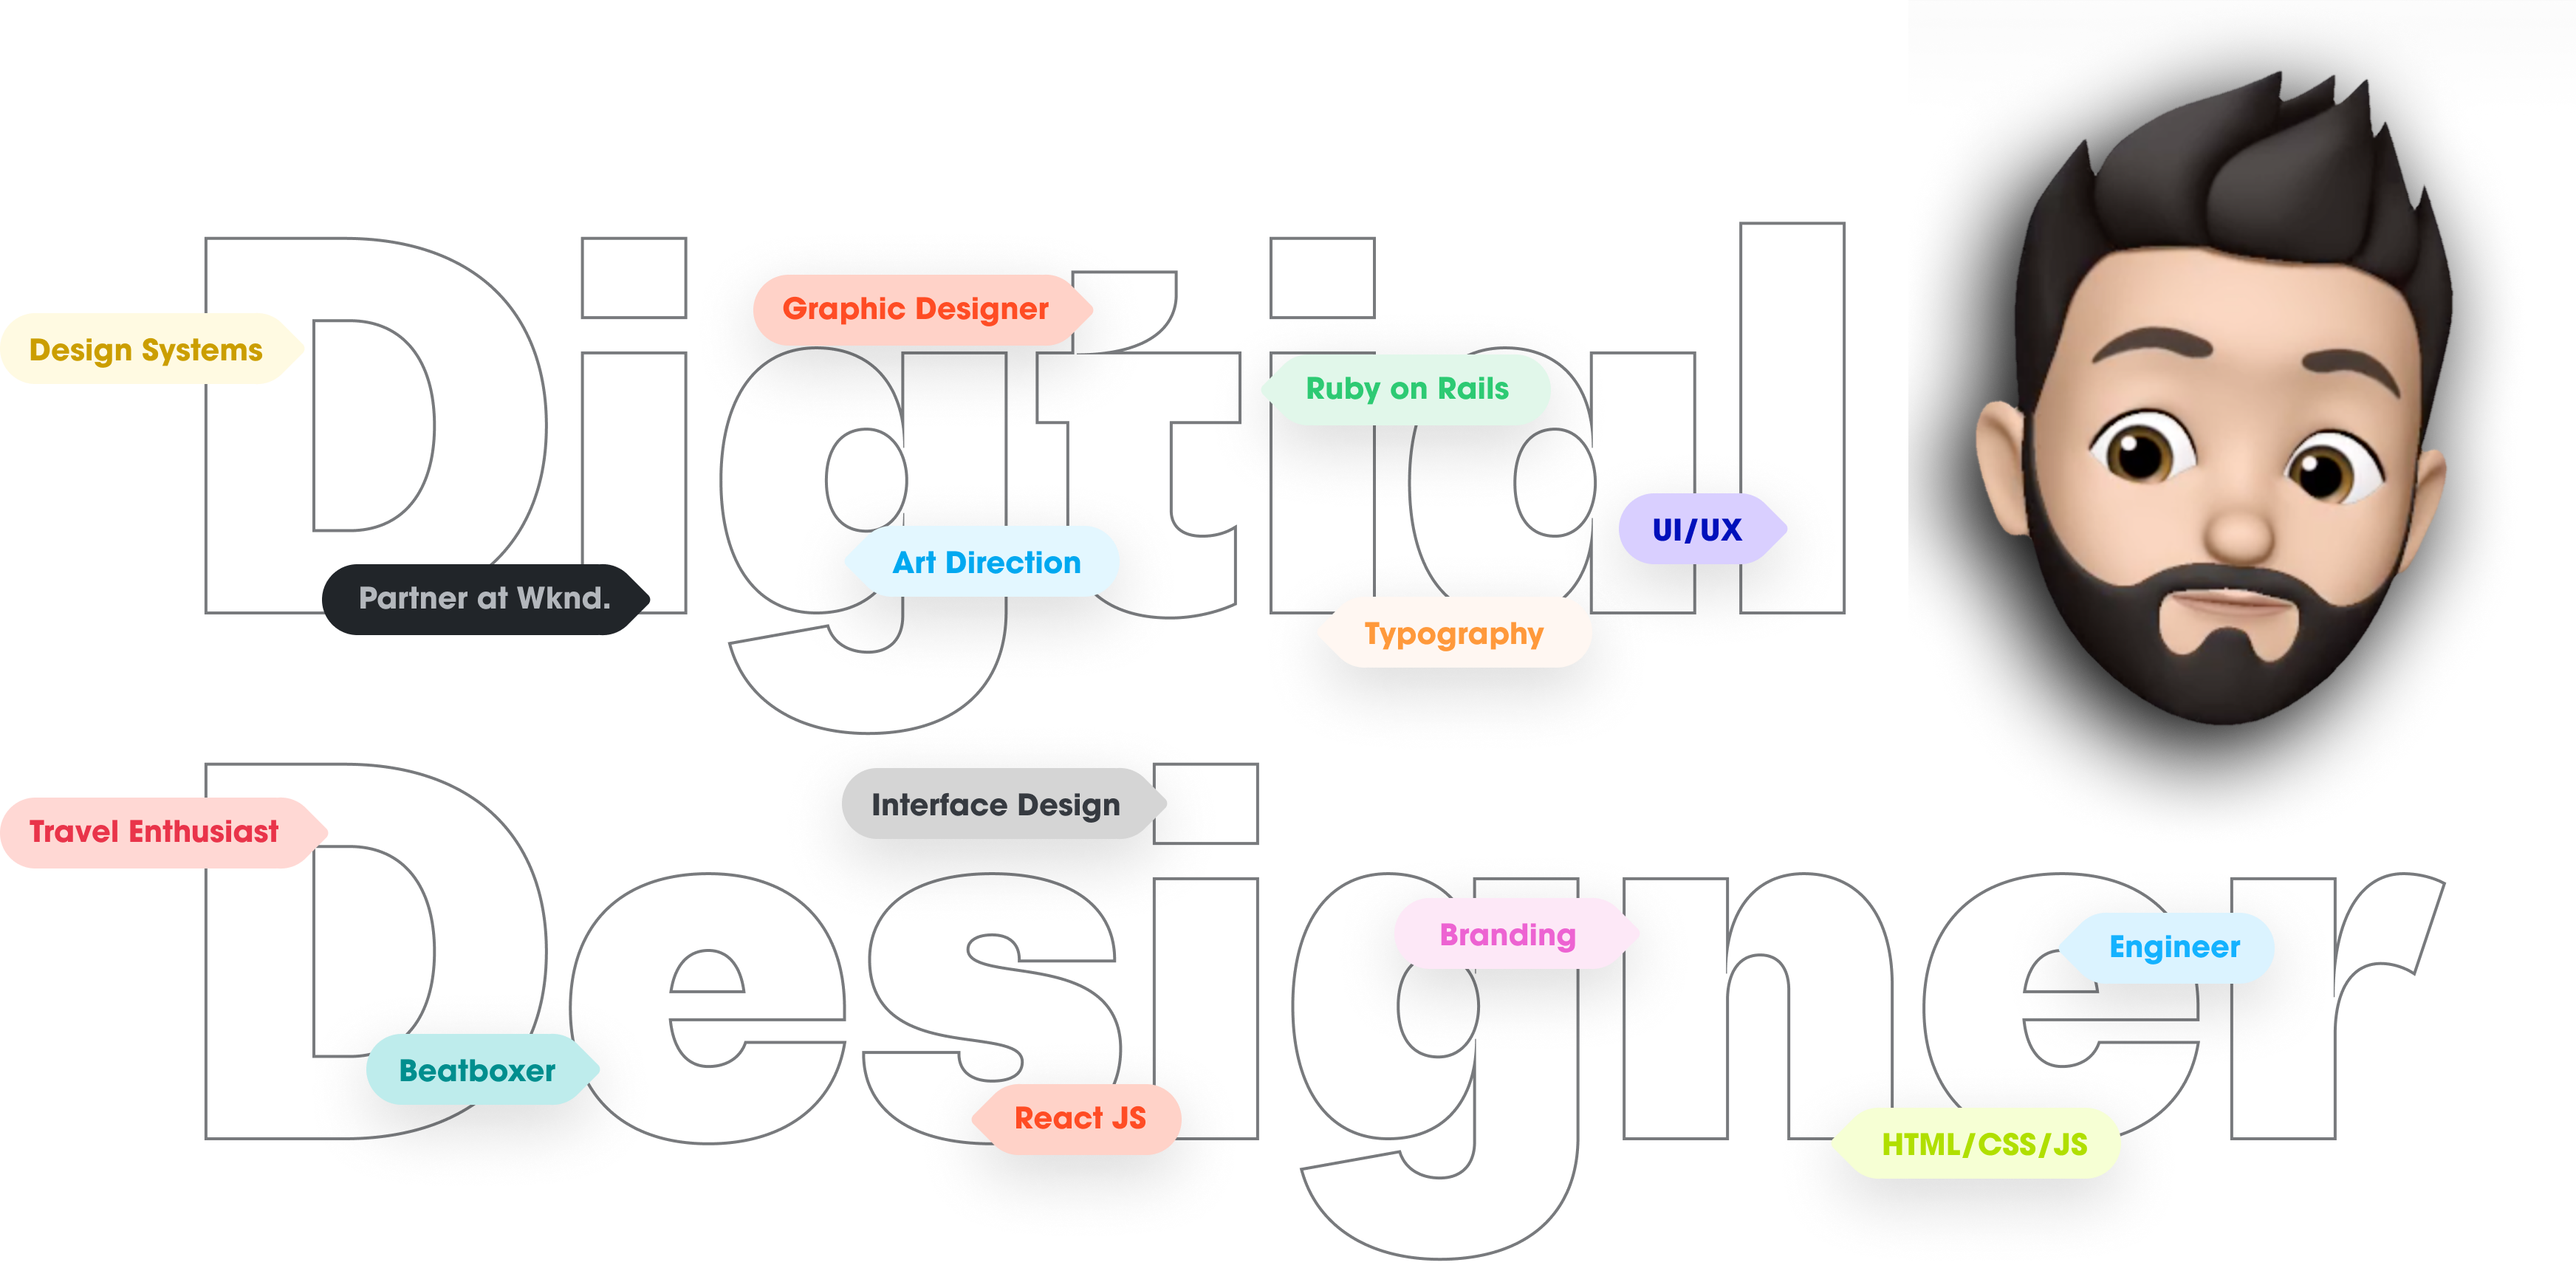 Digtial
Design Systems
Graphic Designer
Ruby on Rails
UI/UX
Art Direction
Partner at Wknd.
Typography
Designer
Interface Design
Travel Enthusiast
Branding
Engineer
Beatboxer
React JS
HTML/CSS/JS